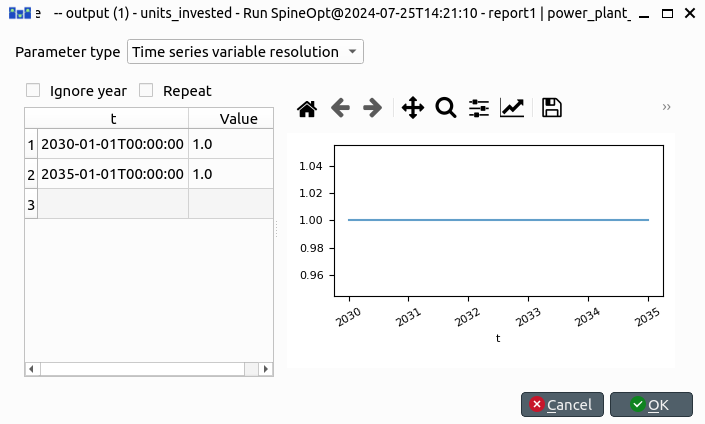 -- output (1) - units_invested - Run SpineOpt@2024-07-25T14:21:10 - report1 | power_plant_
Parameter type Time series variable resolution
Ignore year Repeat
t Value
1 2030-01-01T00:00:00 1.0
2 2035-01-01T00:00:00 1.0
3
1.04
1.02
1.00
0.98
0.96
2030 2031 2032 2033 2034 2035
t
Cancel OK